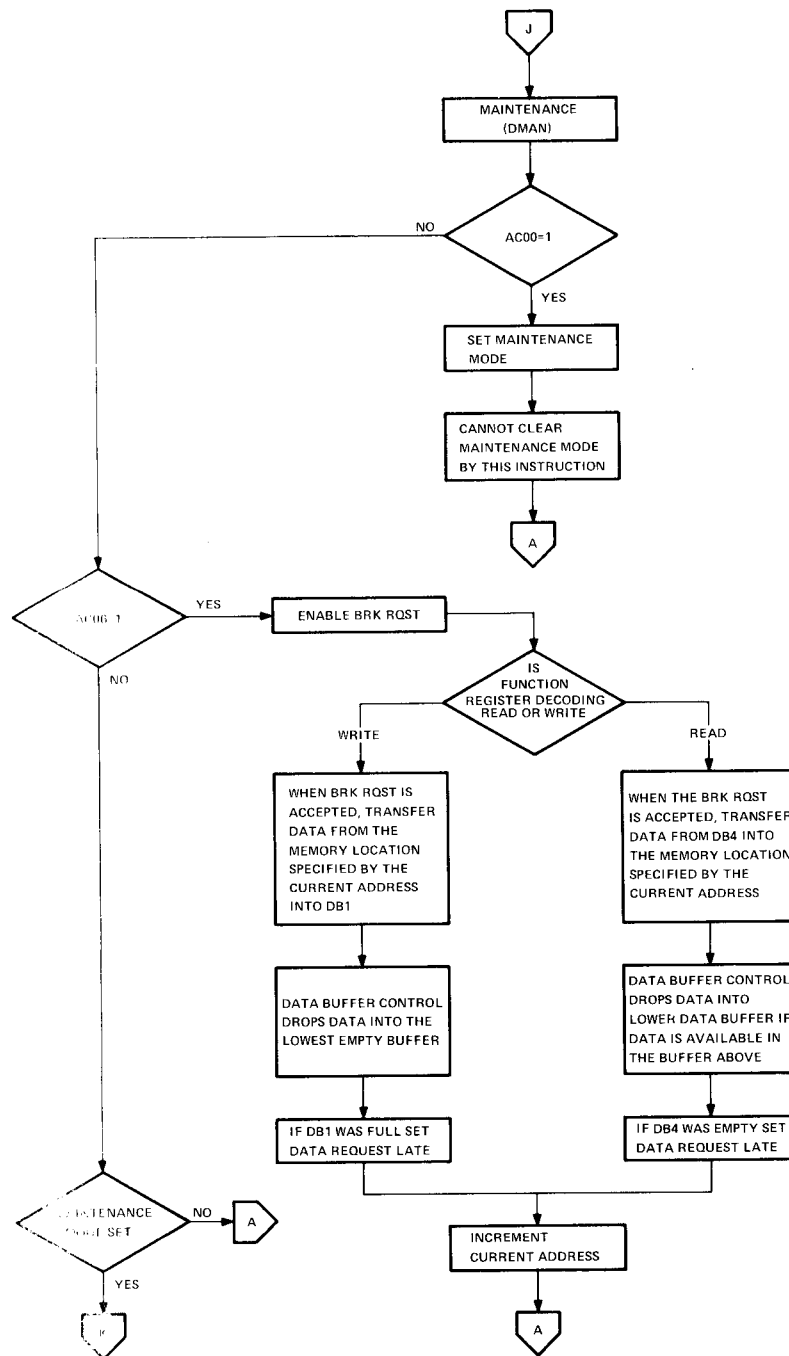 J
MAINTENANCE
(DMAN)
NO
AC00=1
YES
SET MAINTENANCE
MODE
CANNOT CLEAR
MAINTENANCE MODE
BY THIS INSTRUCTION
A
YES
ENABLE BRK RQST
NO
IS
FUNCTION
REGISTER DECODING
READ OR WRITE
WRITE
READ
WHEN BRK RQST IS
ACCEPTED, TRANSFER
DATA FROM THE
MEMORY LOCATION
SPECIFIED BY THE
CURRENT ADDRESS
INTO DB1
WHEN THE BRK RQST
IS ACCEPTED, TRANSFER
DATA FROM DB4 INTO
THE MEMORY LOCATION
SPECIFIED BY THE
CURRENT ADDRESS
DATA BUFFER CONTROL
DROPS DATA INTO THE
LOWEST EMPTY BUFFER
DATA BUFFER CONTROL
DROPS DATA INTO
LOWER DATA BUFFER IF
DATA IS AVAILABLE IN
THE BUFFER ABOVE
IF DB1 WAS FULL SET
DATA REQUEST LATE
IF DB4 WAS EMPTY SET
DATA REQUEST LATE
SET
NO
A
YES
INCREMENT
CURRENT ADDRESS
A